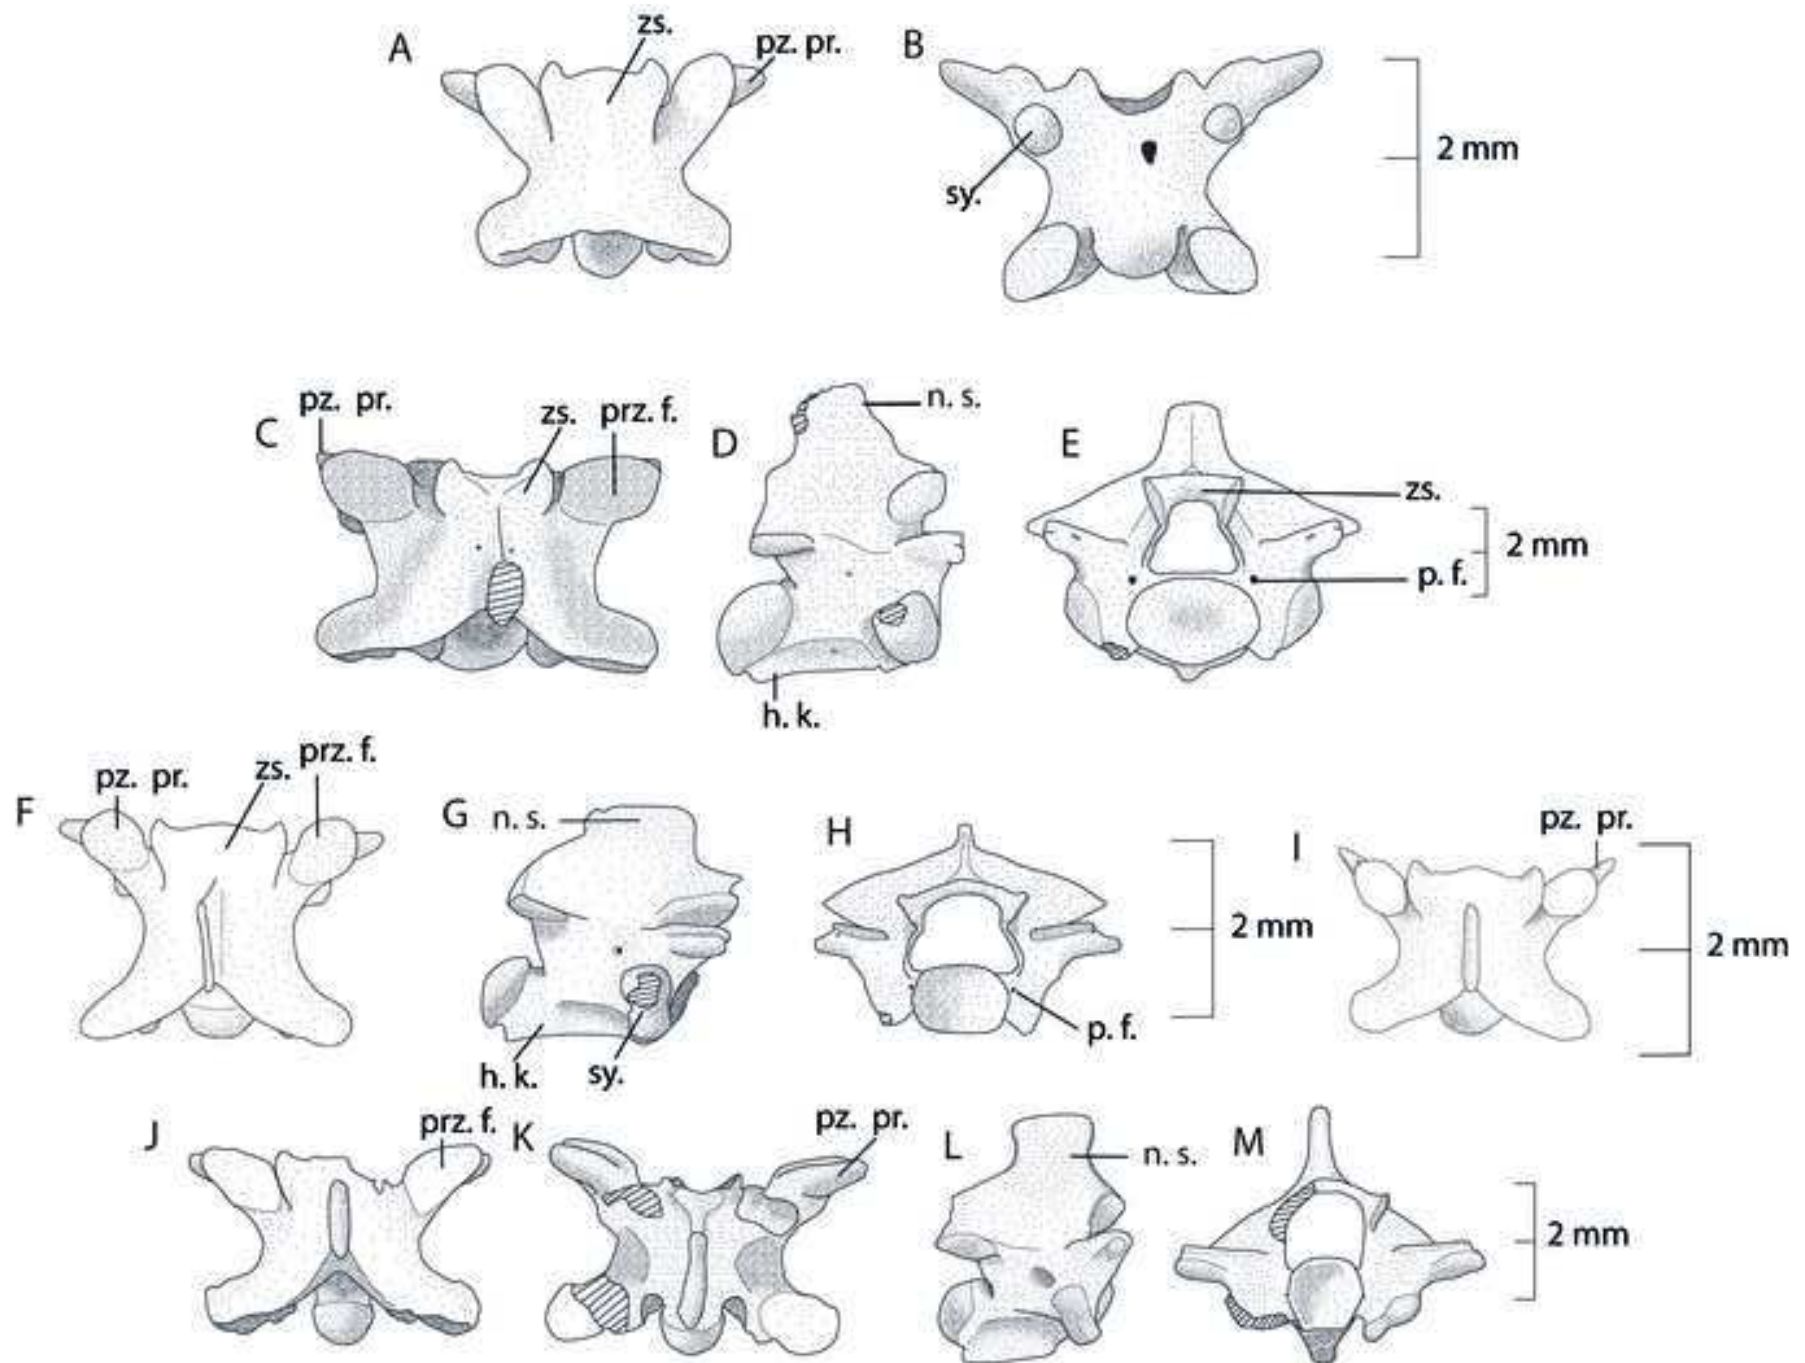 A
zs.
pz. pr.
B
sy.
2 mm
C
pz. pr.
zs.
prz. f.
D
n. s.
h. k.
E
zs.
p. f.
2 mm
F
pz. pr.
zs.
prz. f.
G
n. s.
h. k.
sy.
H
p. f.
2 mm
I
pz. pr.
2 mm
J
prz. f.
K
pz. pr.
L
n. s.
M
2 mm